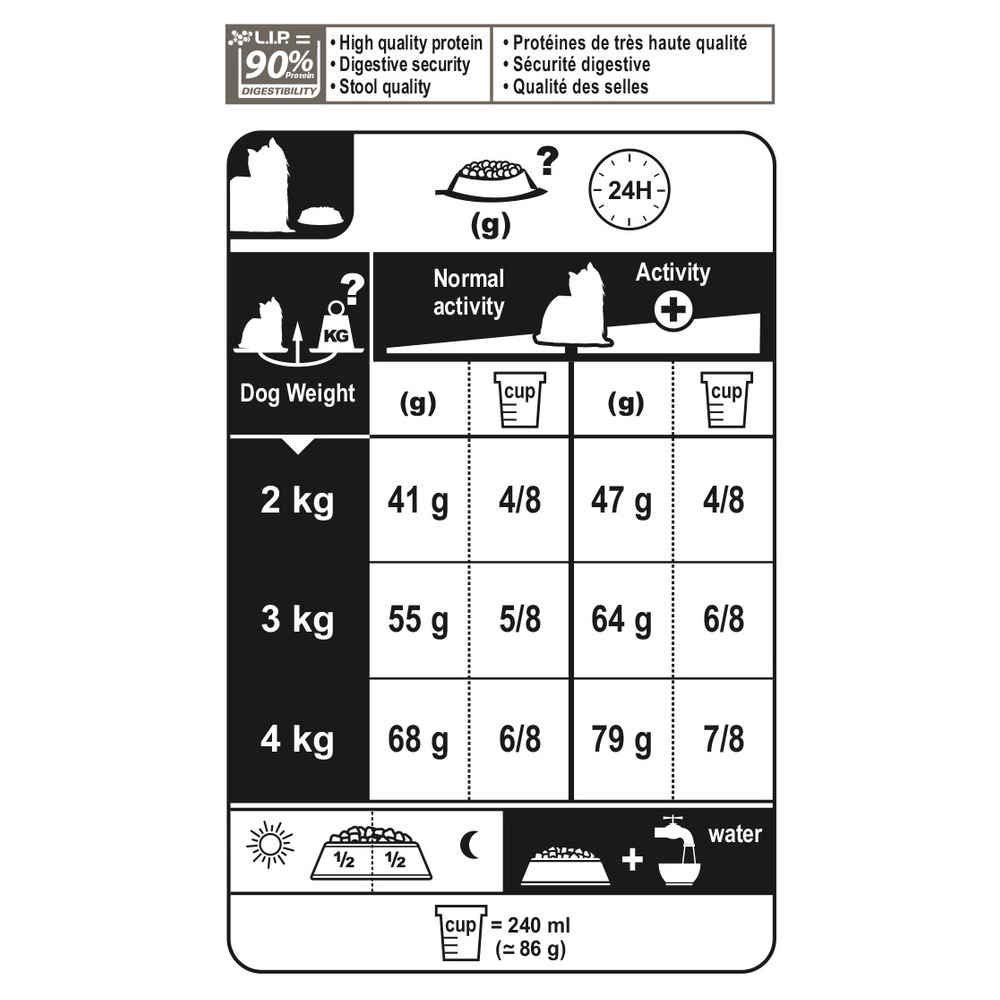 L.I.P. =
90%
Protein
DIGESTIBILITY
• High quality protein
• Digestive security
• Stool quality
• Protéines de très haute qualité
• Sécurité digestive
• Qualité des selles
?
(g)
24H
?
KG
Dog Weight
Normal
activity
Activity
+
(g) cup (g) cup
2 kg 41 g 4/8 47 g 4/8
3 kg 55 g 5/8 64 g 6/8
4 kg 68 g 6/8 79 g 7/8
½ ½
+
water
cup = 240 ml
(≃ 86 g)